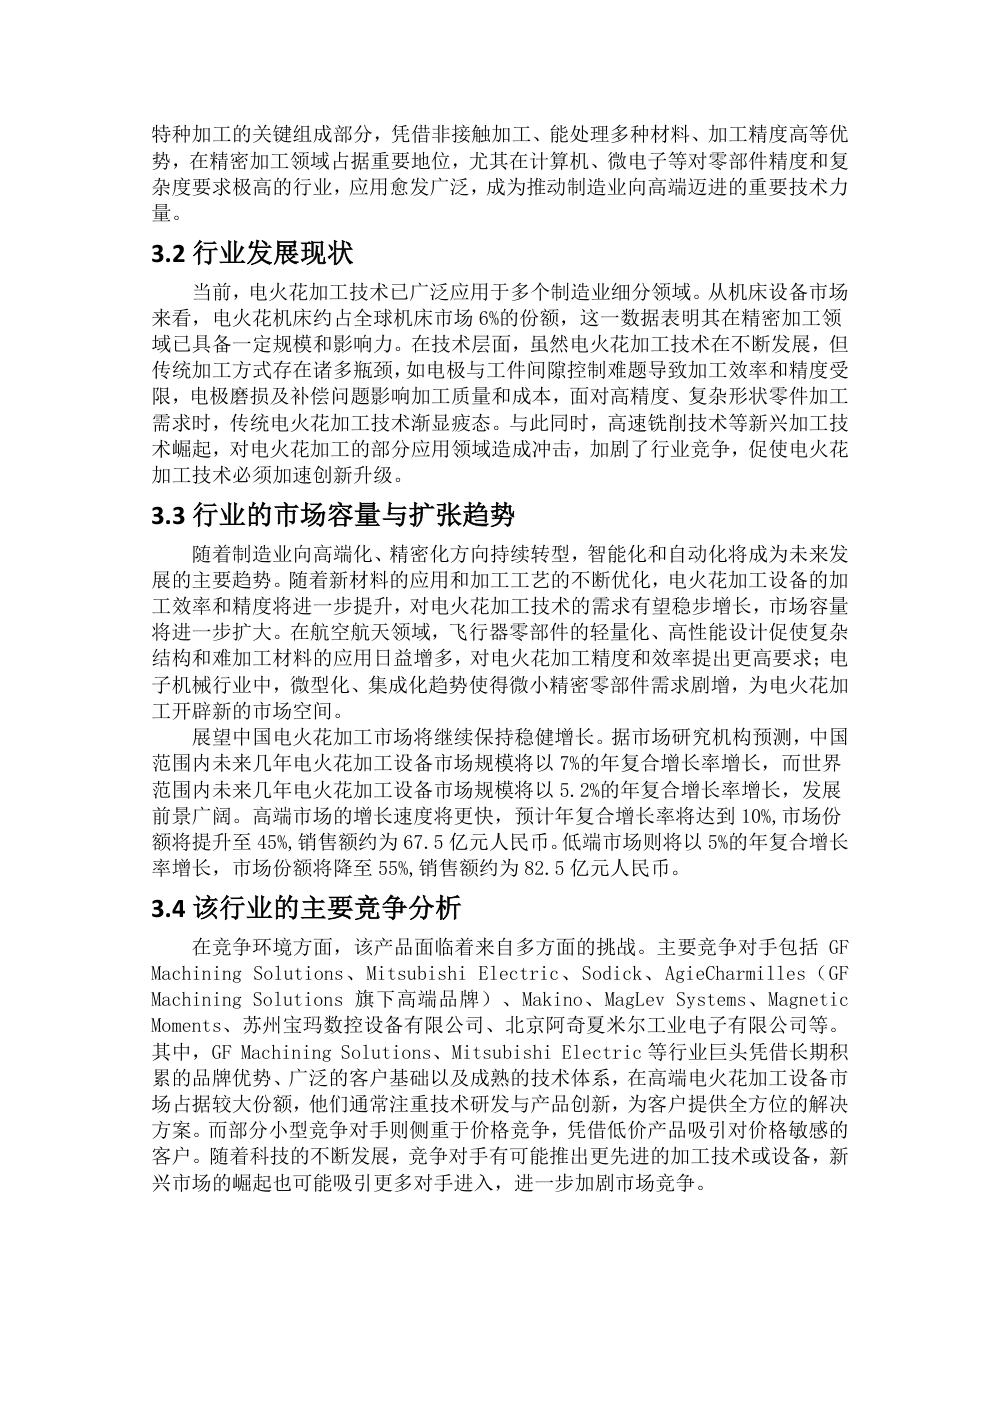 特种加工的关键组成部分，凭借非接触加工、能处理多种材料、加工精度高等优
势，在精密加工领域占据重要地位，尤其在计算机、微电子等对零部件精度和复
杂度要求极高的行业，应用愈发广泛，成为推动制造业向高端迈进的重要技术力
量。
3.2 行业发展现状
当前，电火花加工技术已广泛应用于多个制造业细分领域。从机床设备市场
来看，电火花机床约占全球机床市场 6%的份额，这一数据表明其在精密加工领
域已具备一定规模和影响力。在技术层面，虽然电火花加工技术在不断发展，但
传统加工方式存在诸多瓶颈，如电极与工件间隙控制难题导致加工效率和精度受
限，电极磨损及补偿问题影响加工质量和成本，面对高精度、复杂形状零件加工
需求时，传统电火花加工技术渐显疲态。与此同时，高速铣削技术等新兴加工技
术崛起，对电火花加工的部分应用领域造成冲击，加剧了行业竞争，促使电火花
加工技术必须加速创新升级。
3.3 行业的市场容量与扩张趋势
随着制造业向高端化、精密化方向持续转型，智能化和自动化将成为未来发
展的主要趋势。随着新材料的应用和加工工艺的不断优化，电火花加工设备的加
工效率和精度将进一步提升，对电火花加工技术的需求有望稳步增长，市场容量
将进一步扩大。在航空航天领域，飞行器零部件的轻量化、高性能设计促使复杂
结构和难加工材料的应用日益增多，对电火花加工精度和效率提出更高要求；电
子机械行业中，微型化、集成化趋势使得微小精密零部件需求剧增，为电火花加
工开辟新的市场空间。
展望中国电火花加工市场将继续保持稳健增长。据市场研究机构预测，中国
范围内未来几年电火花加工设备市场规模将以 7%的年复合增长率增长，而世界
范围内未来几年电火花加工设备市场规模将以 5.2%的年复合增长率增长，发展
前景广阔。高端市场的增长速度将更快，预计年复合增长率将达到 10%,市场份
额将提升至 45%,销售额约为 67.5 亿元人民币。低端市场则将以 5%的年复合增长
率增长，市场份额将降至 55%,销售额约为 82.5 亿元人民币。
3.4 该行业的主要竞争分析
在竞争环境方面，该产品面临着来自多方面的挑战。主要竞争对手包括 GF
Machining Solutions、Mitsubishi Electric、Sodick、AgieCharmilles（GF
Machining Solutions 旗下高端品牌）、Makino、MagLev Systems、Magnetic
Moments、苏州宝玛数控设备有限公司、北京阿奇夏米尔工业电子有限公司等。
其中，GF Machining Solutions、Mitsubishi Electric 等行业巨头凭借长期积
累的品牌优势、广泛的客户基础以及成熟的技术体系，在高端电火花加工设备市
场占据较大份额，他们通常注重技术研发与产品创新，为客户提供全方位的解决
方案。而部分小型竞争对手则侧重于价格竞争，凭借低价产品吸引对价格敏感的
客户。随着科技的不断发展，竞争对手有可能推出更先进的加工技术或设备，新
兴市场的崛起也可能吸引更多对手进入，进一步加剧市场竞争。